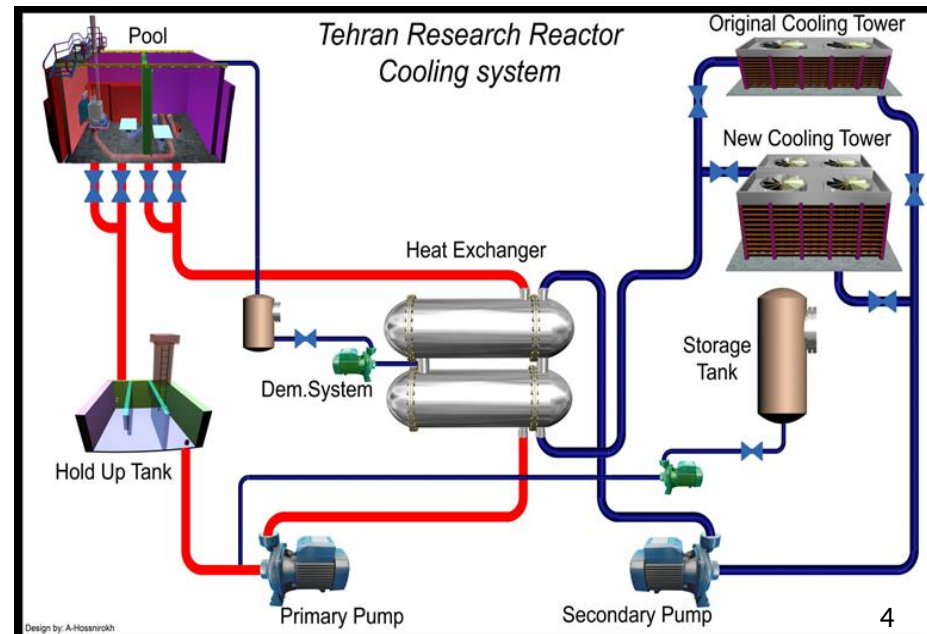 Tehran Research Reactor
Cooling system
Pool
Original Cooling Tower
New Cooling Tower
Heat Exchanger
Storage
Tank
Dem.System
Hold Up Tank
Primary Pump
Secondary Pump
4
Design by: A-Hossnirokh